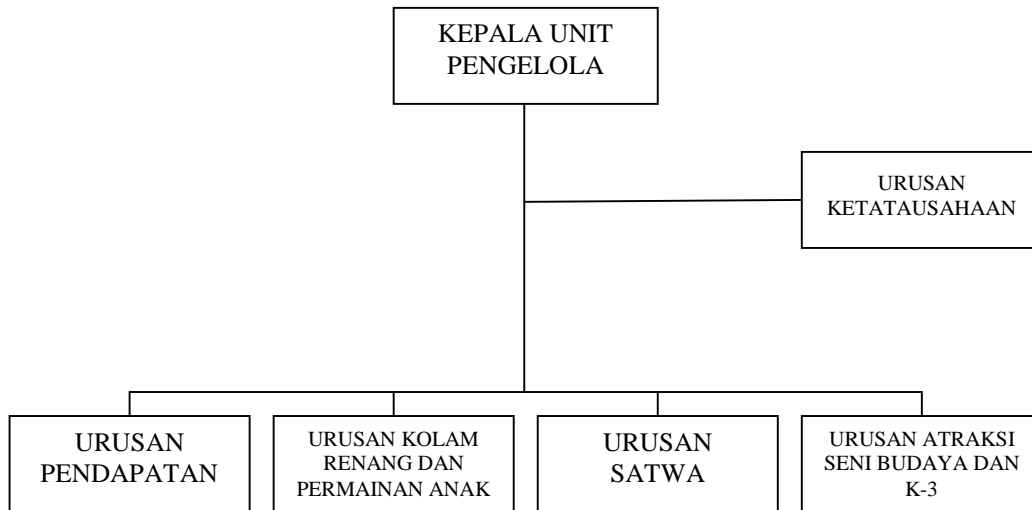 KEPALA UNIT
PENGELOLA
URUSAN
KETATAUSAHAAN
URUSAN
PENDAPATAN
URUSAN KOLAM
RENANG DAN
PERMAINAN ANAK
URUSAN
SATWA
URUSAN ATRAKSI
SENI BUDAYA DAN
K-3